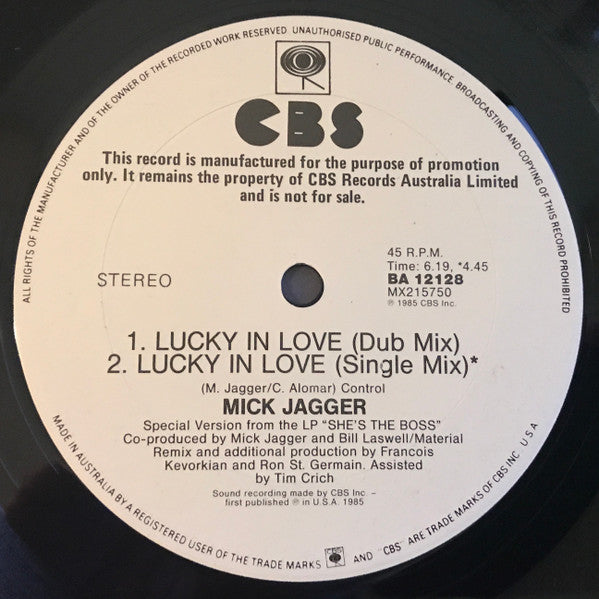 ALL RIGHTS OF THE MANUFACTURER AND OF THE OWNER OF THE RECORDED WORK RESERVED. UNAUTHORISED PUBLIC PERFORMANCE, BROADCASTING AND COPYING OF THIS RECORD PROHIBITED
CBS
This record is manufactured for the purpose of promotion
only. It remains the property of CBS Records Australia Limited
and is not for sale.
45 R.P.M.
Time: 6.19, *4.45
STEREO
BA 12128
MX215750
℗ 1985 CBS Inc.
1. LUCKY IN LOVE (Dub Mix)
2. LUCKY IN LOVE (Single Mix)*
(M. Jagger/C. Alomar) Control
MICK JAGGER
Special Version from the LP "SHE'S THE BOSS"
Co-produced by Mick Jagger and Bill Laswell/Material
Remix and additional production by Francois
Kevorkian and Ron St. Germain. Assisted
by Tim Crich
Sound recording made by CBS Inc. –
first published ℗ in U.S.A. 1985
MADE IN AUSTRALIA BY A REGISTERED USER OF THE TRADE MARKS AND "CBS" ARE TRADE MARKS OF CBS INC U S A